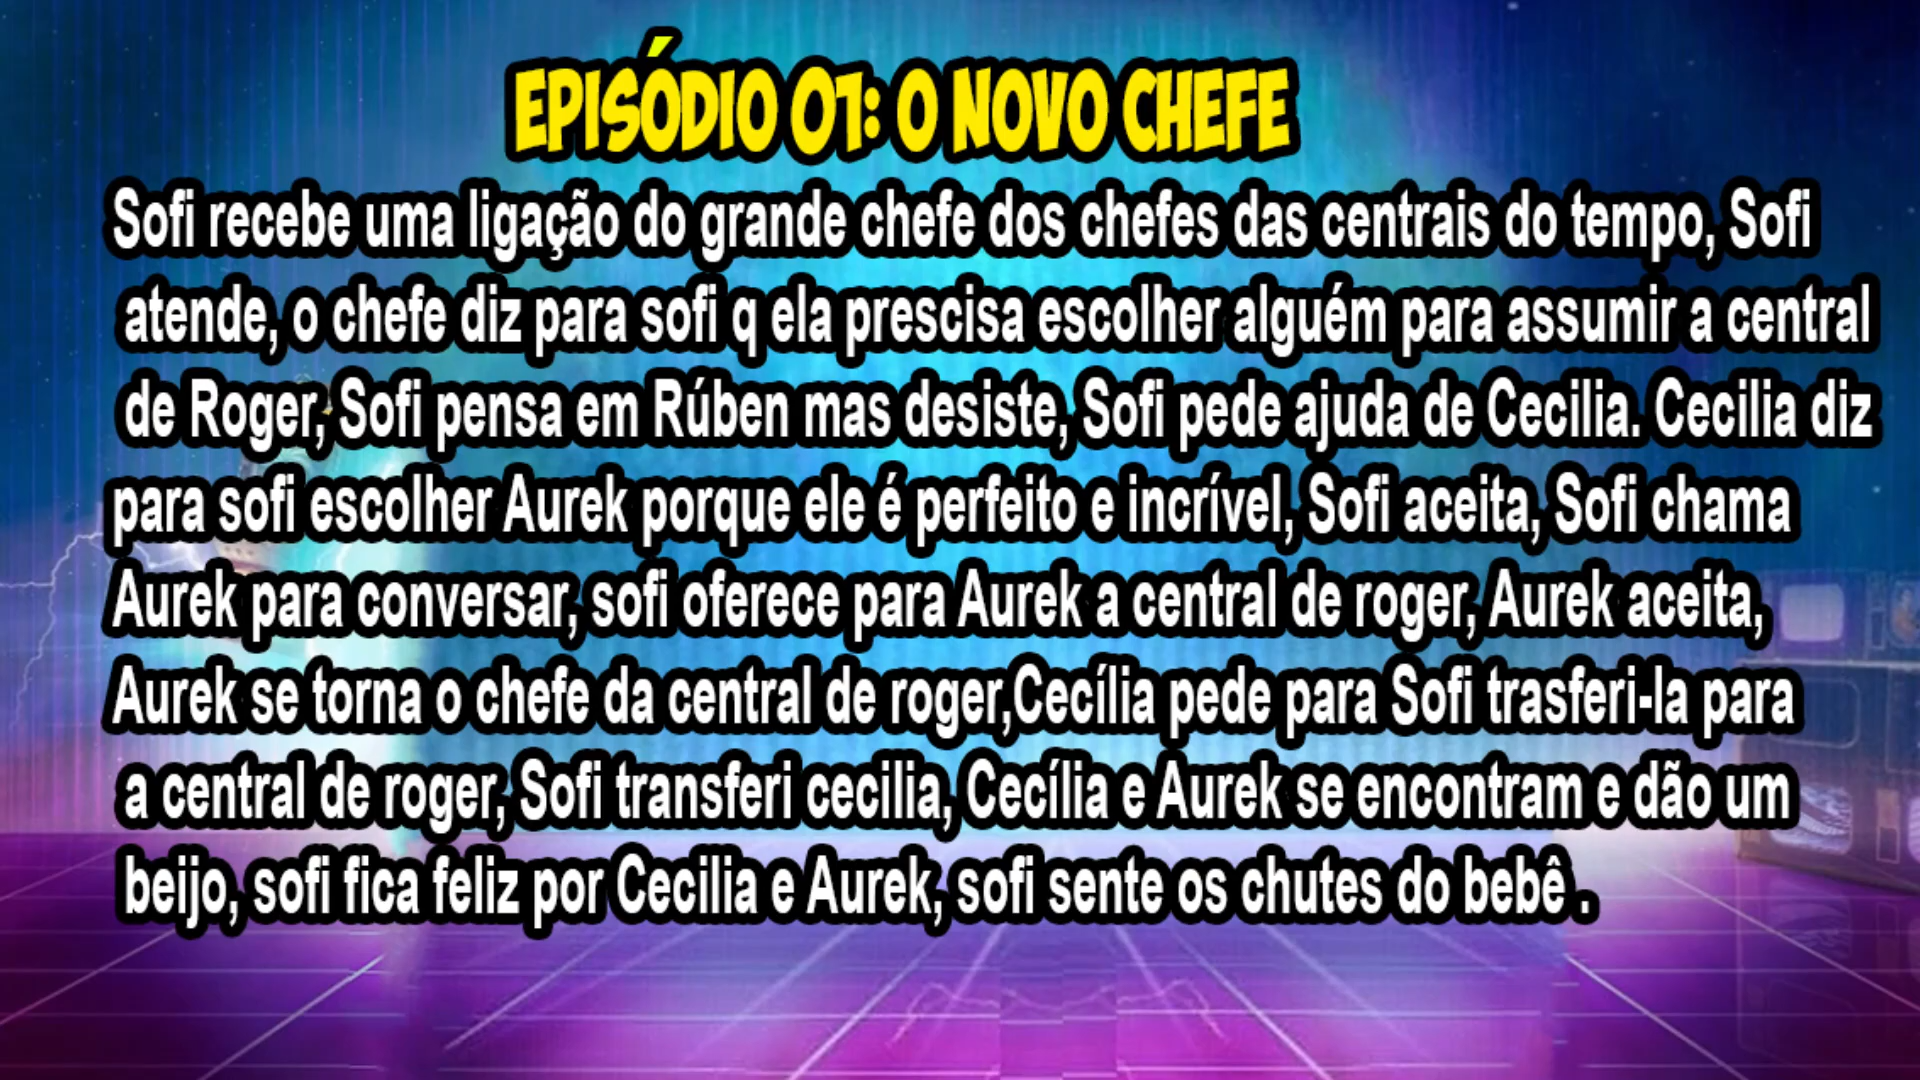 EPISÓDIO 01: O NOVO CHEFE
Sofi recebe uma ligação do grande chefe dos chefes das centrais do tempo, Sofi
atende, o chefe diz para sofi q ela prescisa escolher alguém para assumir a central
de Roger, Sofi pensa em Rúben mas desiste, Sofi pede ajuda de Cecilia. Cecilia diz
para sofi escolher Aurek porque ele é perfeito e incrível, Sofi aceita, Sofi chama
Aurek para conversar, sofi oferece para Aurek a central de roger, Aurek aceita,
Aurek se torna o chefe da central de roger,Cecília pede para Sofi trasferi-la para
a central de roger, Sofi transferi cecilia, Cecília e Aurek se encontram e dão um
beijo, sofi fica feliz por Cecilia e Aurek, sofi sente os chutes do bebê .